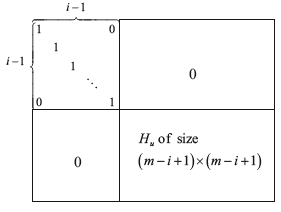 i−1
i−1
1 0
1
1
⋱
0 1
0
0
H_u of size
(m−i+1)×(m−i+1)